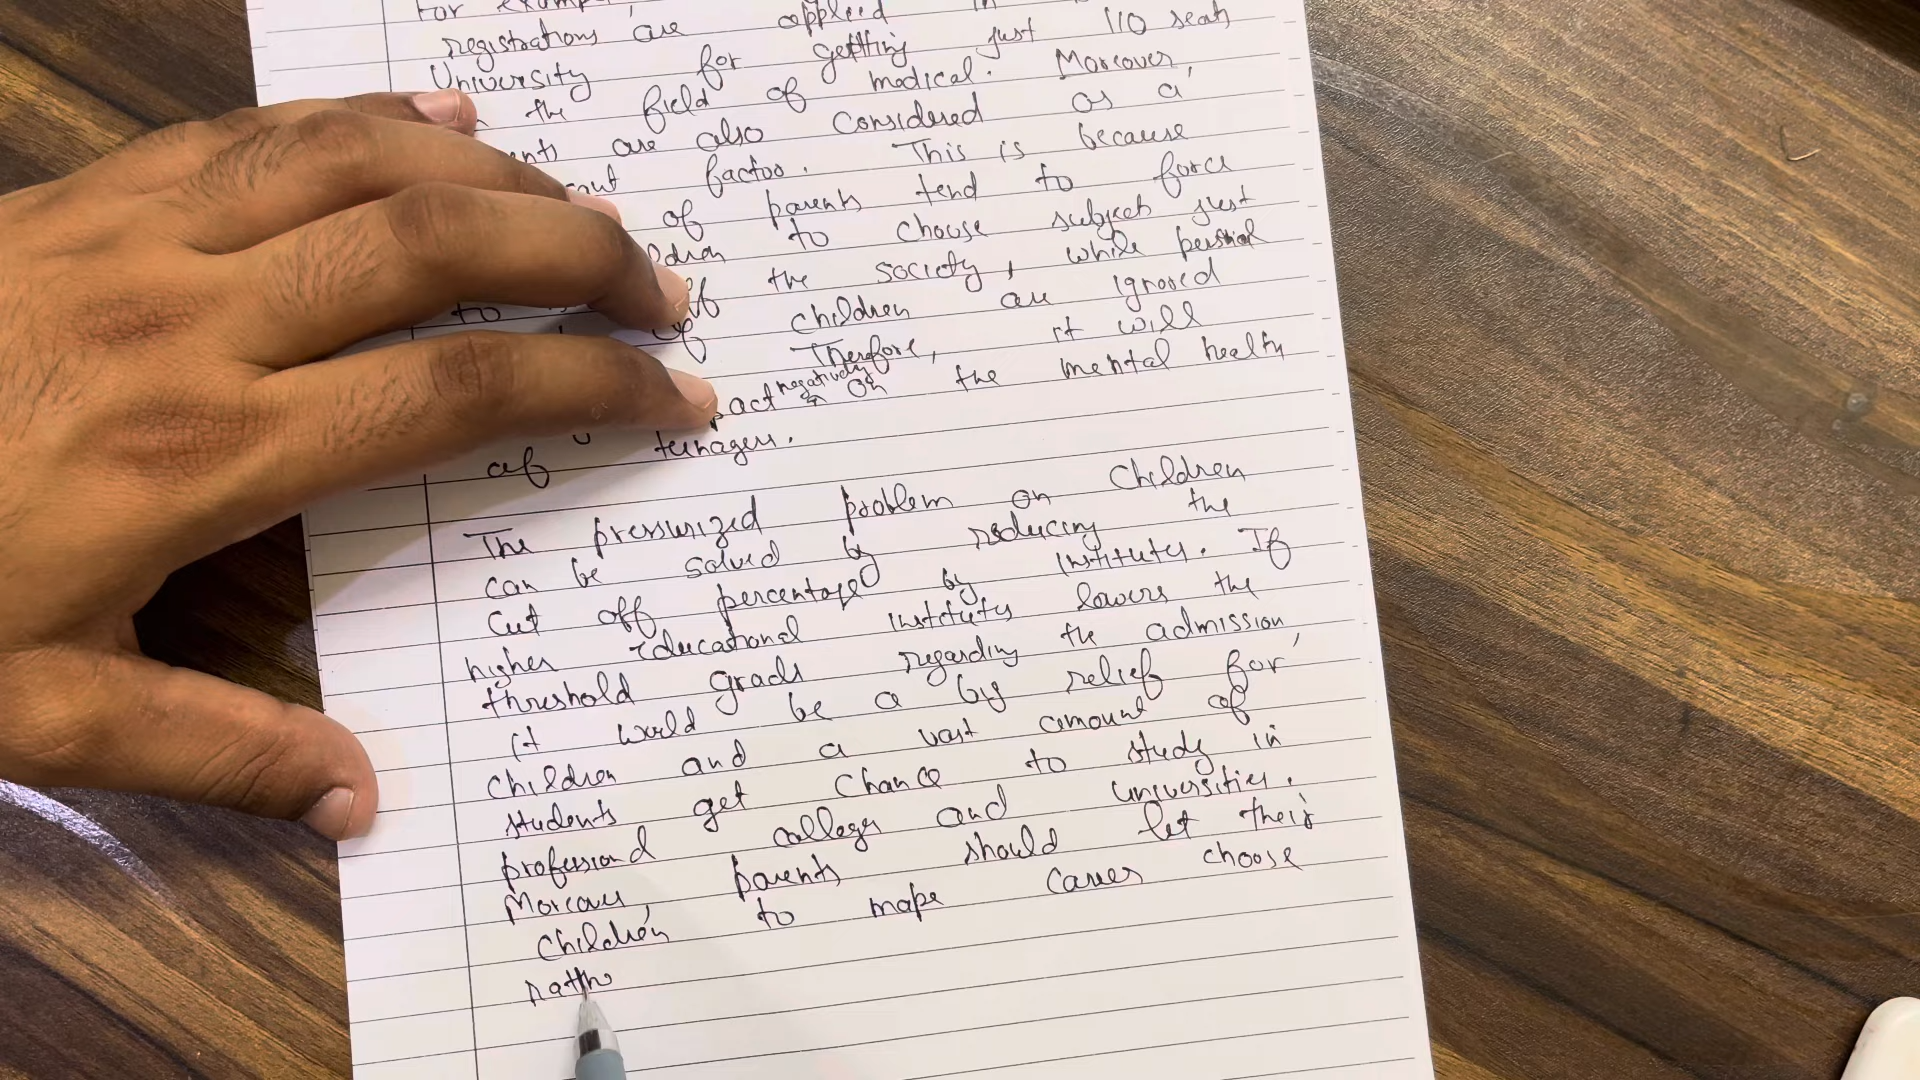 For
registrations are applied in
University for getting just 110 seats
the field of medical. Moreover,
are also considered as a
factor. This is because
of parents tend to force
to choose subjects just
to the society, while personal
of children are ignored
Therefore, it will
negatively on the mental health
of teenagers.
The pressurized problem on children
can be solved by reducing the
cut off percentage by institutes. If
higher educational institutes lowers the
threshold grads regarding the admission,
it would be a big relief for
children and a vast amount of
students get chance to study in
professional colleges and universities.
Moreover, parents should let their
children to make career choose